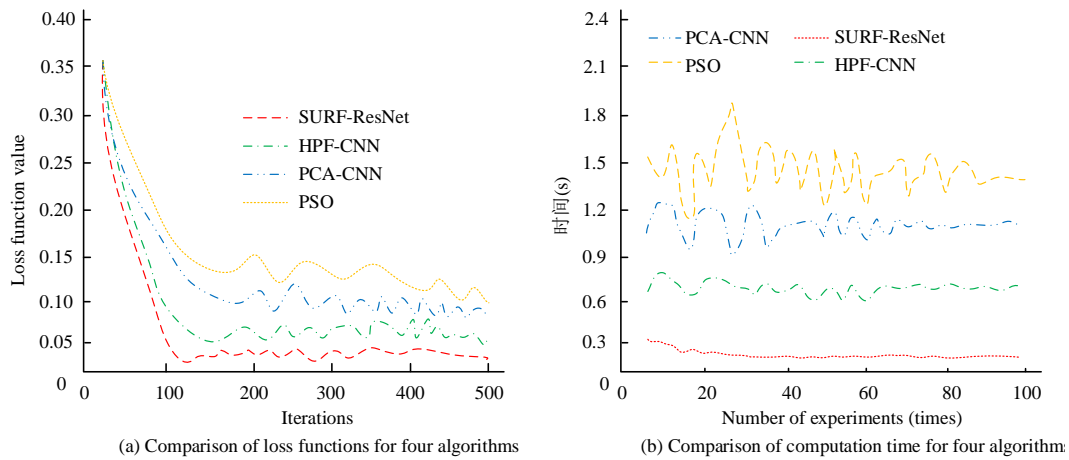 0.40
0.35
0.30
0.25
0.20
0.15
0.10
0.05
0
Loss function value
SURF-ResNet
HPF-CNN
PCA-CNN
PSO
0 100 200 300 400 500
Iterations
(a) Comparison of loss functions for four algorithms
2.4
2.1
1.8
1.5
1.2
0.9
0.6
0.3
0
时间(s)
PCA-CNN SURF-ResNet
PSO HPF-CNN
0 20 40 60 80 100
Number of experiments (times)
(b) Comparison of computation time for four algorithms